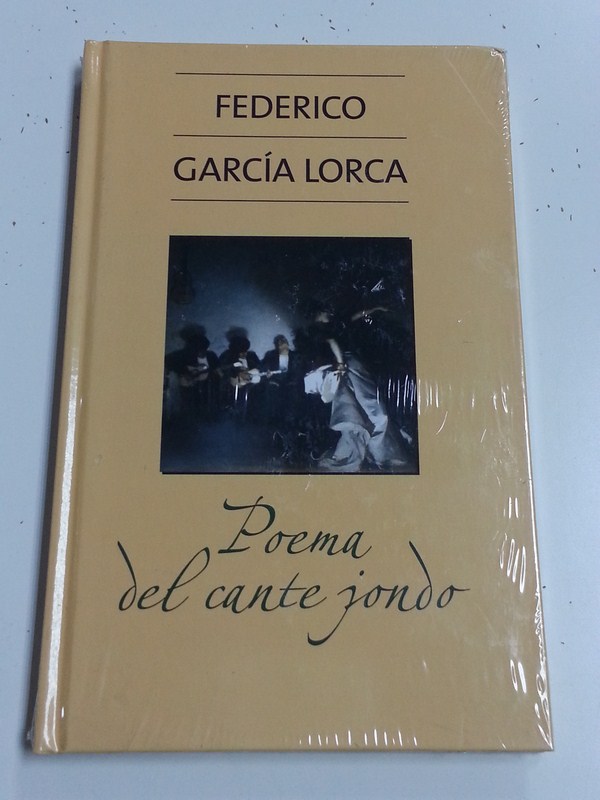 FEDERICO
GARCÍA LORCA
Poema
del cante jondo